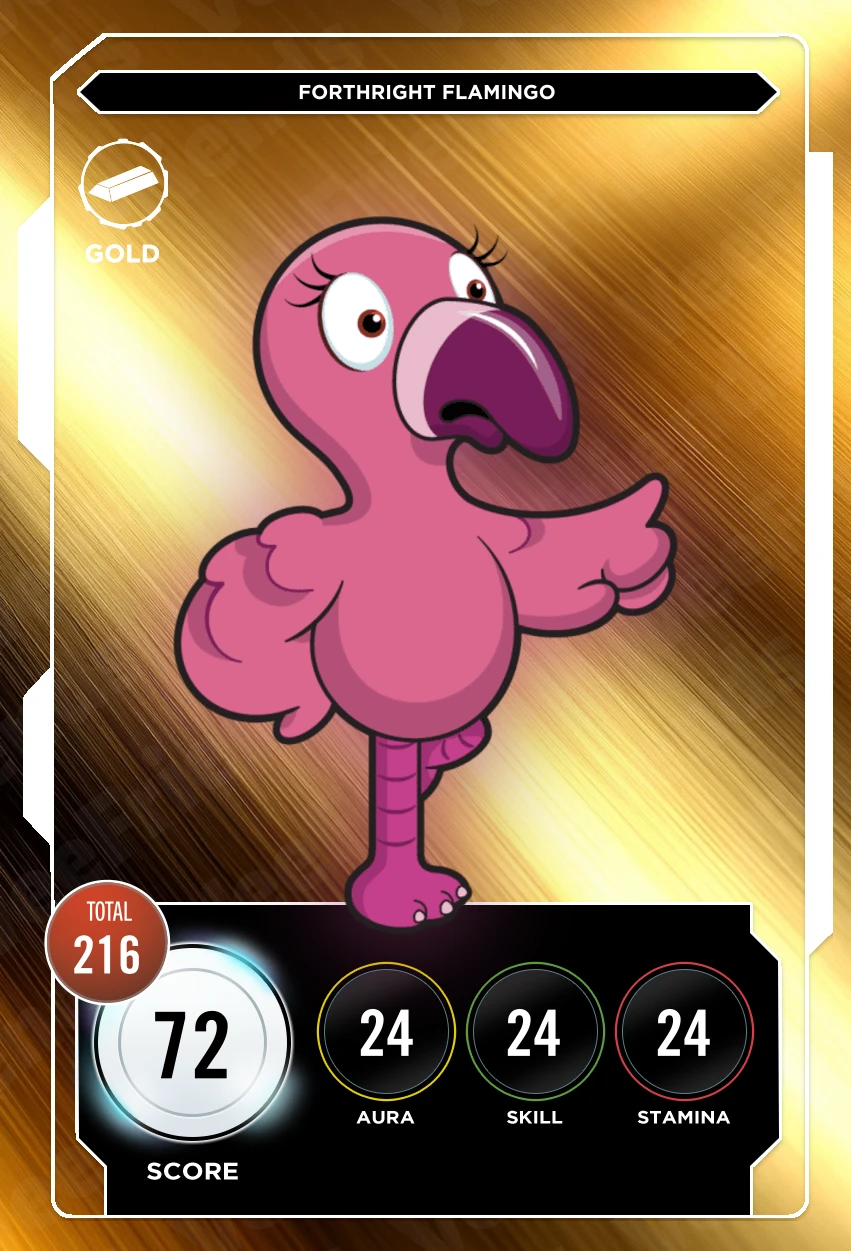 FORTHRIGHT FLAMINGO
GOLD
TOTAL
216
72
SCORE
24
AURA
24
SKILL
24
STAMINA